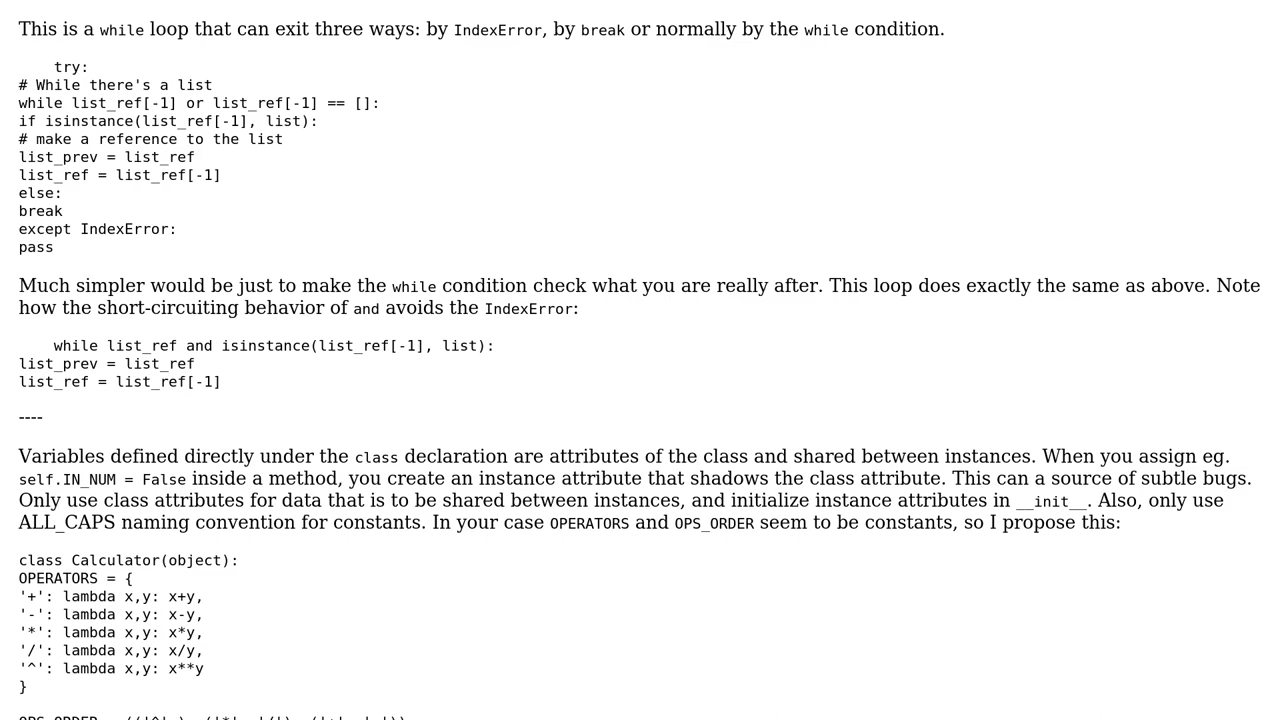 This is a while loop that can exit three ways: by IndexError, by break or normally by the while condition.
try:
# While there's a list
while list_ref[-1] or list_ref[-1] == []:
if isinstance(list_ref[-1], list):
# make a reference to the list
list_prev = list_ref
list_ref = list_ref[-1]
else:
break
except IndexError:
pass
Much simpler would be just to make the while condition check what you are really after. This loop does exactly the same as above. Note
how the short-circuiting behavior of and avoids the IndexError:
while list_ref and isinstance(list_ref[-1], list):
list_prev = list_ref
list_ref = list_ref[-1]
----
Variables defined directly under the class declaration are attributes of the class and shared between instances. When you assign eg.
self.IN_NUM = False inside a method, you create an instance attribute that shadows the class attribute. This can a source of subtle bugs.
Only use class attributes for data that is to be shared between instances, and initialize instance attributes in __init__. Also, only use
ALL_CAPS naming convention for constants. In your case OPERATORS and OPS_ORDER seem to be constants, so I propose this:
class Calculator(object):
OPERATORS = {
'+': lambda x,y: x+y,
'-': lambda x,y: x-y,
'*': lambda x,y: x*y,
'/': lambda x,y: x/y,
'^': lambda x,y: x**y
}